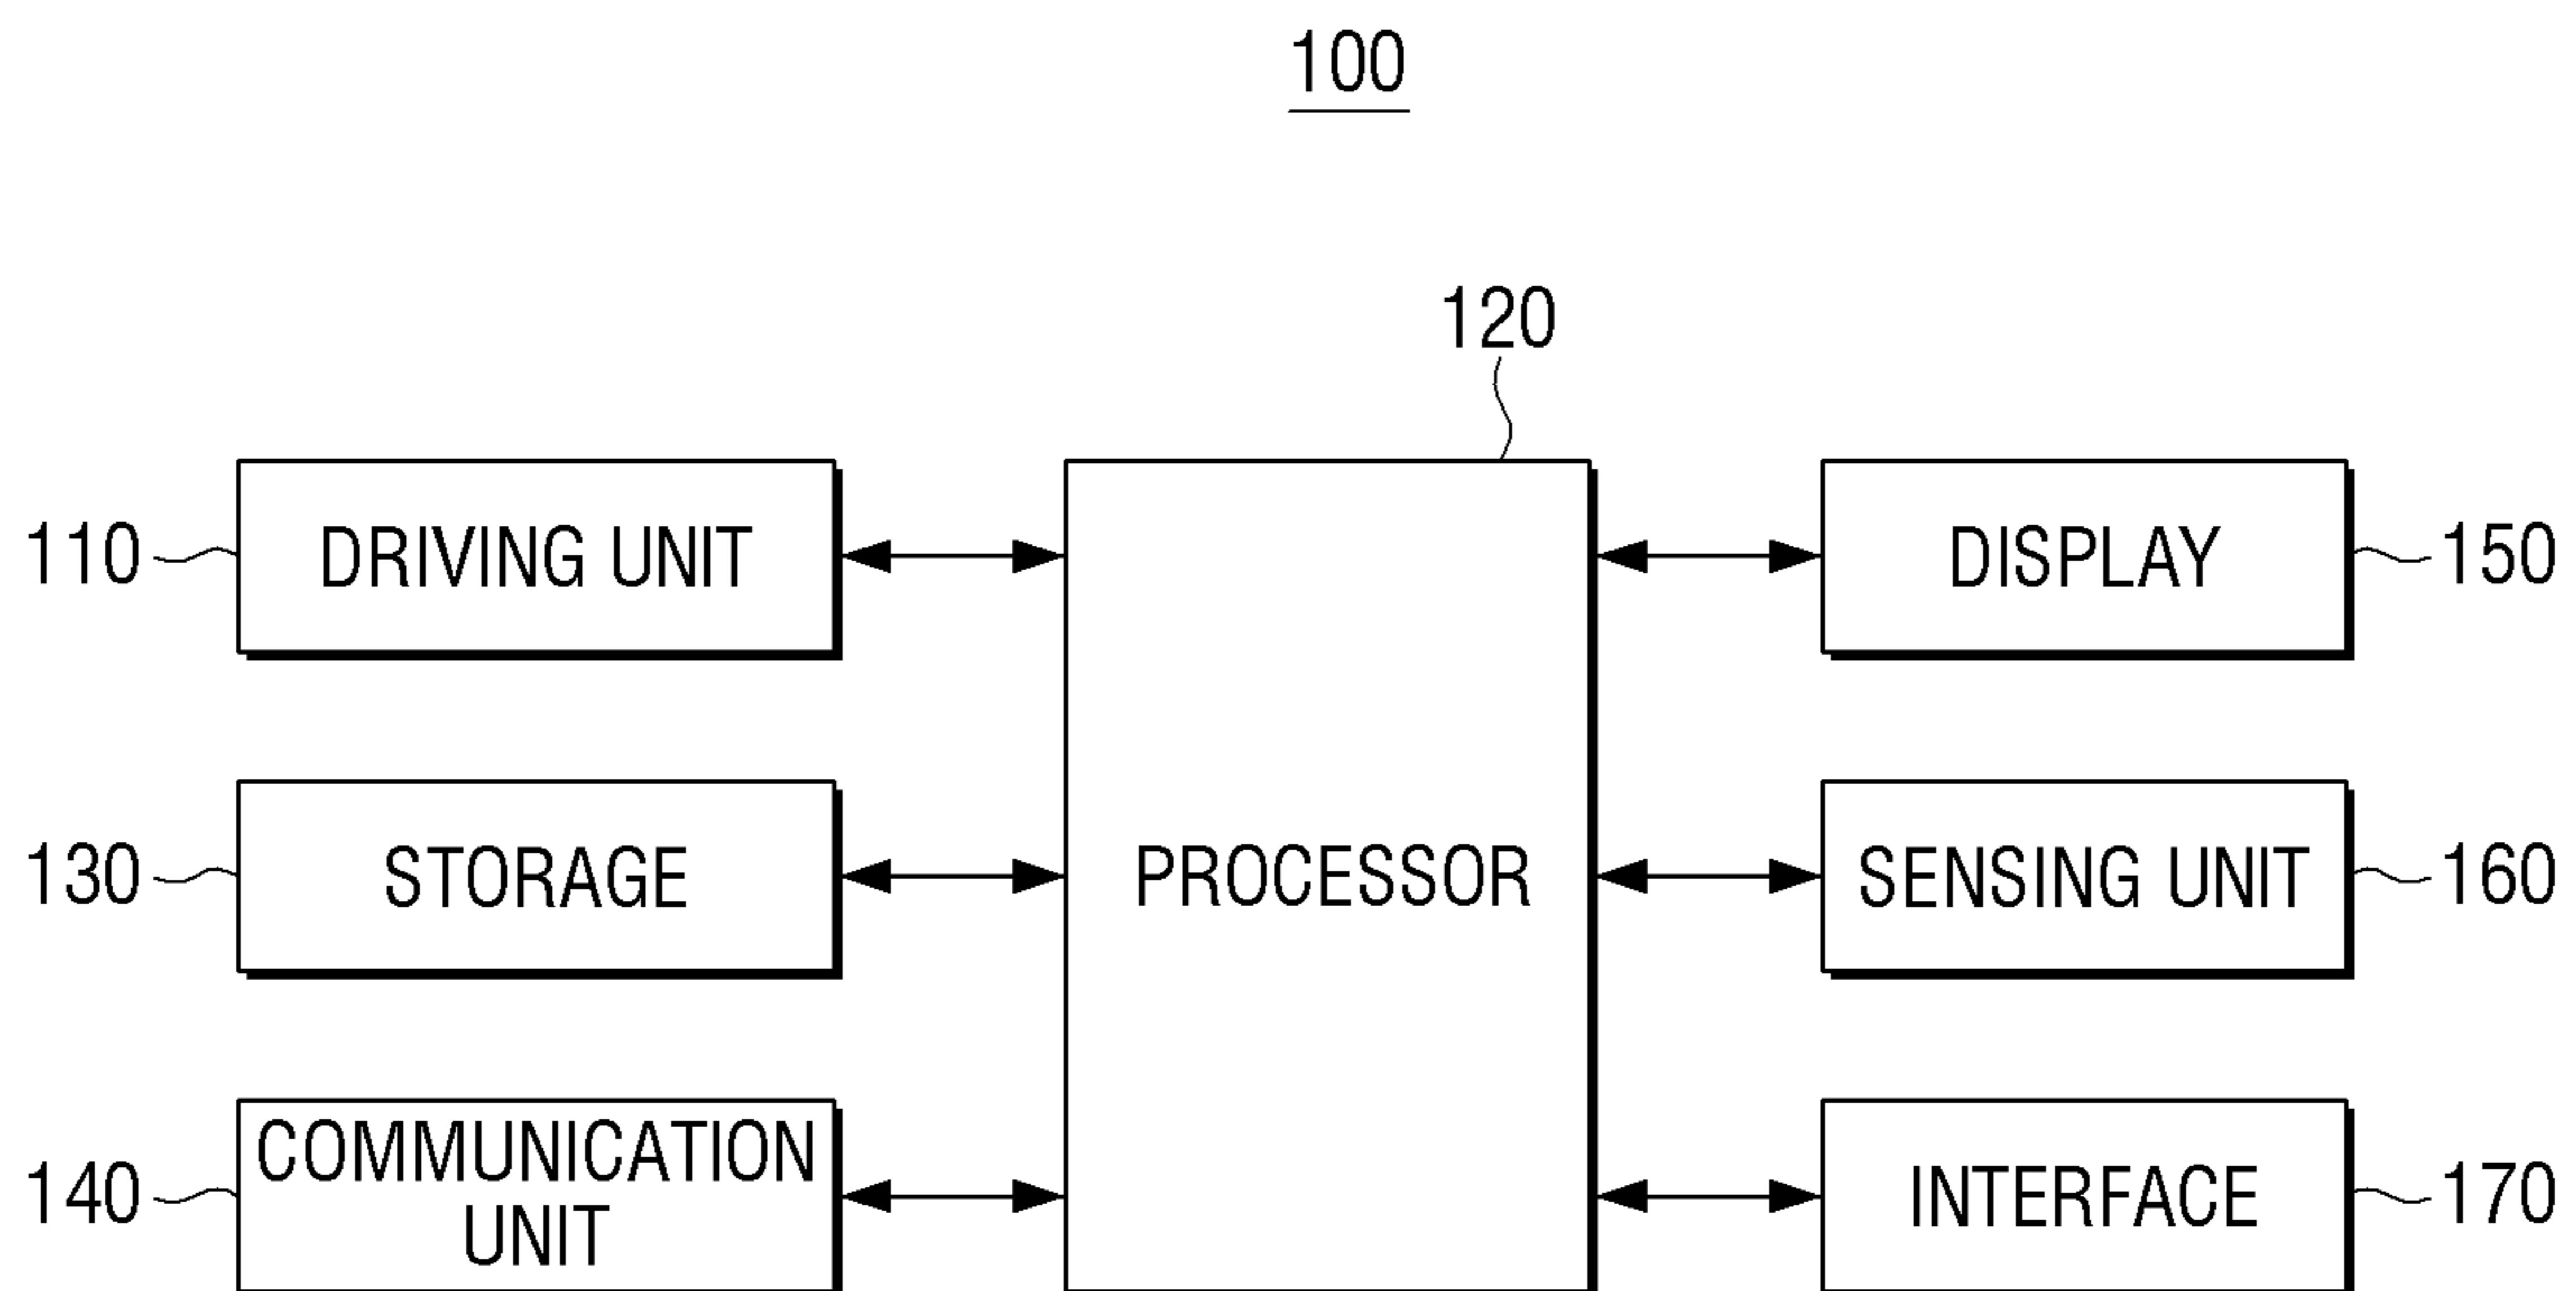 100
120
110
DRIVING UNIT
DISPLAY
150
130
STORAGE
PROCESSOR
SENSING UNIT
160
140
COMMUNICATION
UNIT
INTERFACE
170